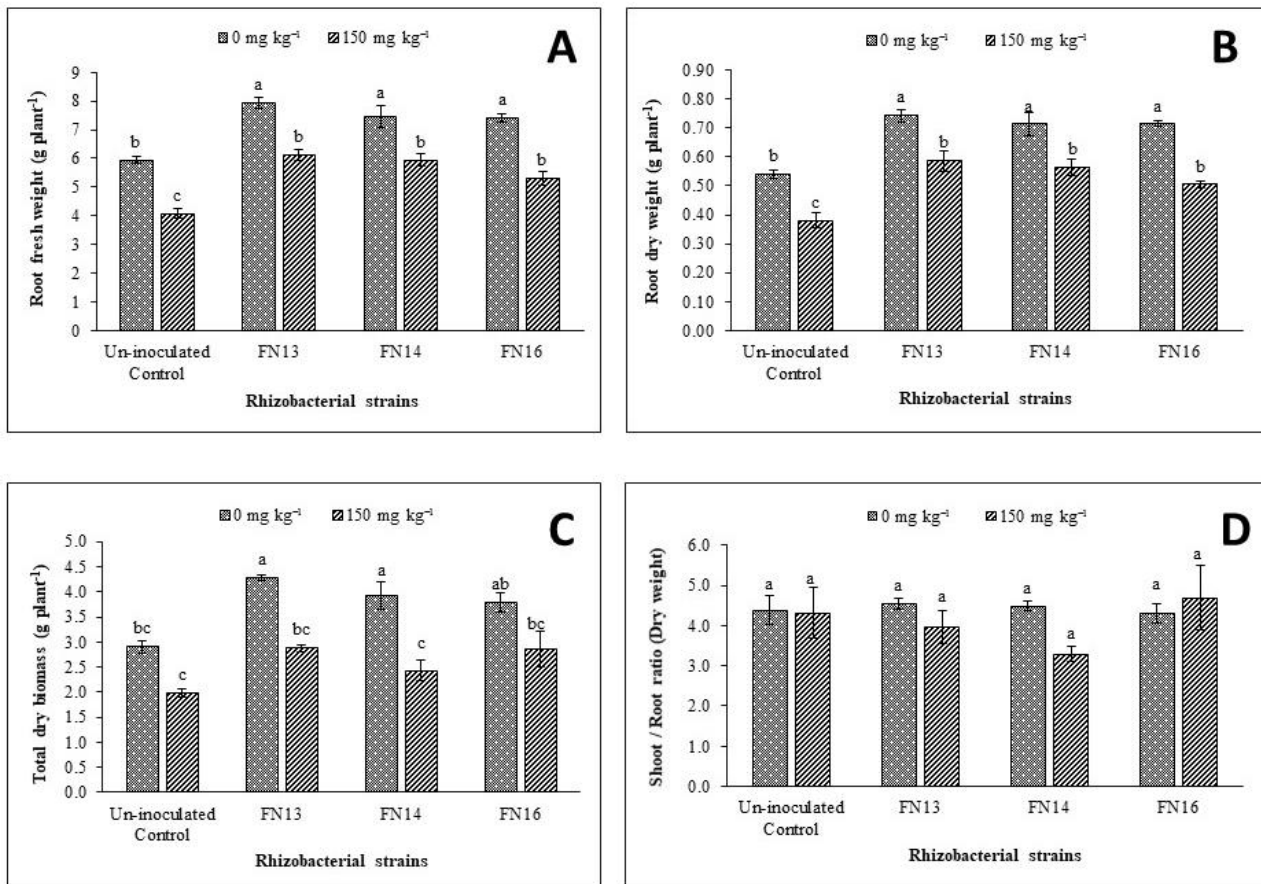 0 mg kg⁻¹ 150 mg kg⁻¹
A
Root fresh weight (g plant⁻¹)
9
8
7
6
5
4
3
2
1
0
b c a b a b a b
Un-inoculated Control FN13 FN14 FN16
Rhizobacterial strains
0 mg kg⁻¹ 150 mg kg⁻¹
B
Root dry weight (g plant⁻¹)
0.90
0.80
0.70
0.60
0.50
0.40
0.30
0.20
0.10
0.00
b c a b a b a b
Un-inoculated Control FN13 FN14 FN16
Rhizobacterial strains
0 mg kg⁻¹ 150 mg kg⁻¹
C
Total dry biomass (g plant⁻¹)
5.0
4.5
4.0
3.5
3.0
2.5
2.0
1.5
1.0
0.5
0.0
bc c a bc a c ab bc
Un-inoculated Control FN13 FN14 FN16
Rhizobacterial strains
0 mg kg⁻¹ 150 mg kg⁻¹
D
Shoot / Root ratio (Dry weight)
6.0
5.0
4.0
3.0
2.0
1.0
0.0
a a a a a a a a
Un-inoculated Control FN13 FN14 FN16
Rhizobacterial strains